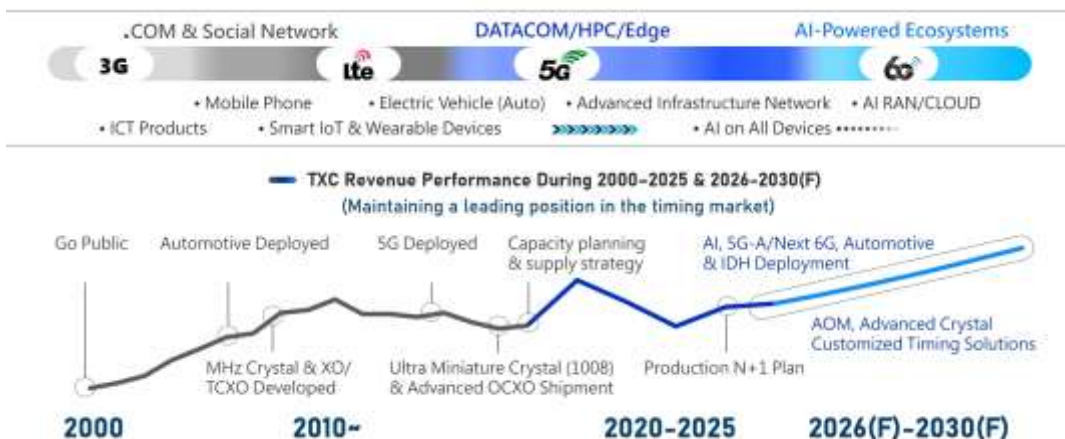 .COM & Social Network
DATACOM/HPC/Edge
AI-Powered Ecosystems
3G
lte
5G
6G
• Mobile Phone
• Electric Vehicle (Auto)
• Advanced Infrastructure Network
• AI RAN/CLOUD
• ICT Products
• Smart IoT & Wearable Devices
• AI on All Devices
TXC Revenue Performance During 2000-2025 & 2026-2030(F)
(Maintaining a leading position in the timing market)
Go Public
Automotive Deployed
5G Deployed
Capacity planning
& supply strategy
AI, 5G-A/Next 6G, Automotive
& IDH Deployment
MHz Crystal & XO/
TCXO Developed
Ultra Miniature Crystal (1008)
& Advanced OCXO Shipment
Production N+1 Plan
AOM, Advanced Crystal
Customized Timing Solutions
2000
2010~
2020-2025
2026(F)-2030(F)